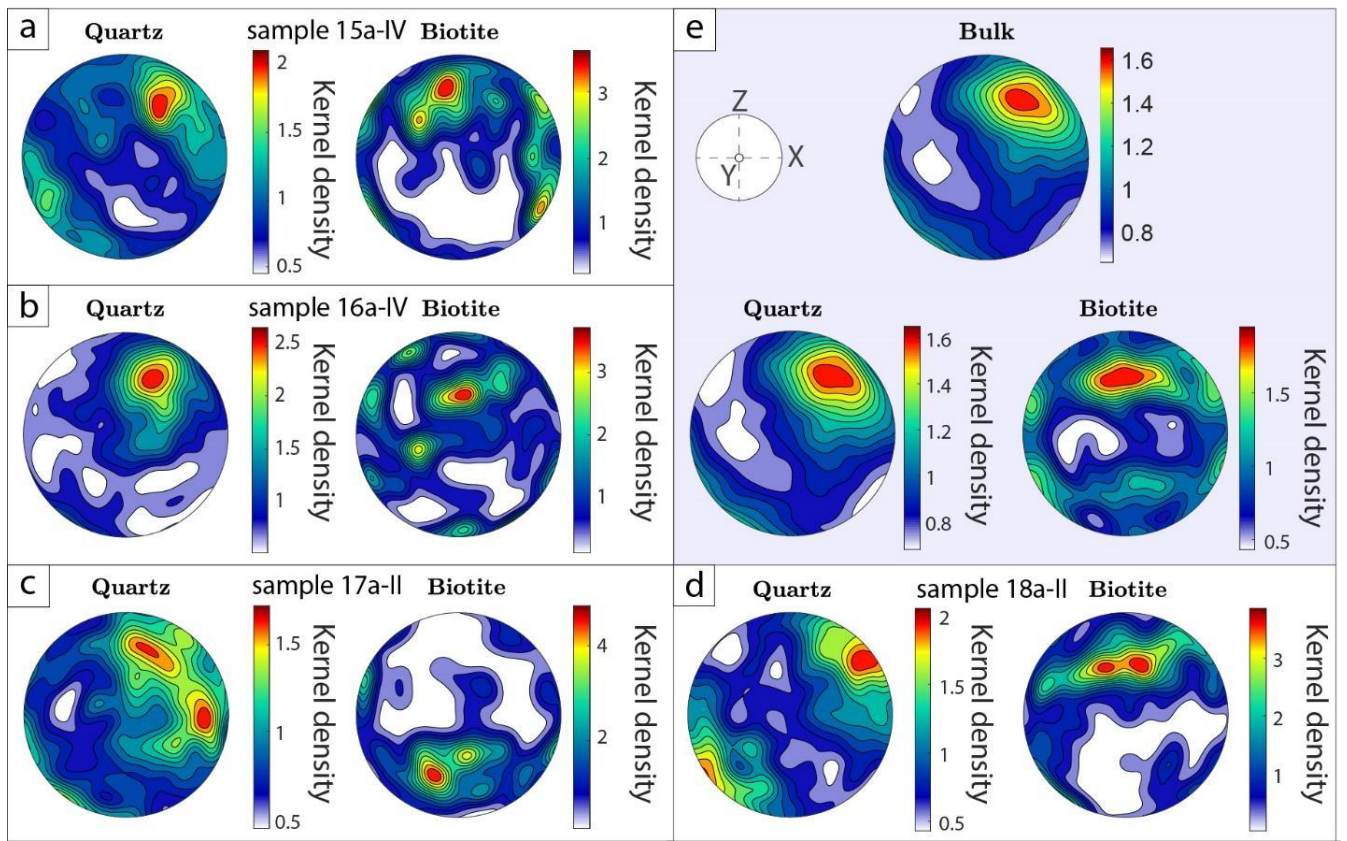 a
Quartz sample 15a-IV Biotite
2
1.5
1
0.5
Kernel density
3
2
1
Kernel density
b
Quartz sample 16a-IV Biotite
2.5
2
1.5
1
Kernel density
3
2
1
Kernel density
c
Quartz sample 17a-II Biotite
1.5
1
0.5
Kernel density
4
2
Kernel density
e
Bulk
Z
X
Y
1.6
1.4
1.2
1
0.8
Quartz Biotite
1.6
1.4
1.2
1
0.8
Kernel density
1.5
1
0.5
Kernel density
d
Quartz sample 18a-II Biotite
2
1.5
1
0.5
Kernel density
3
2
1
Kernel density